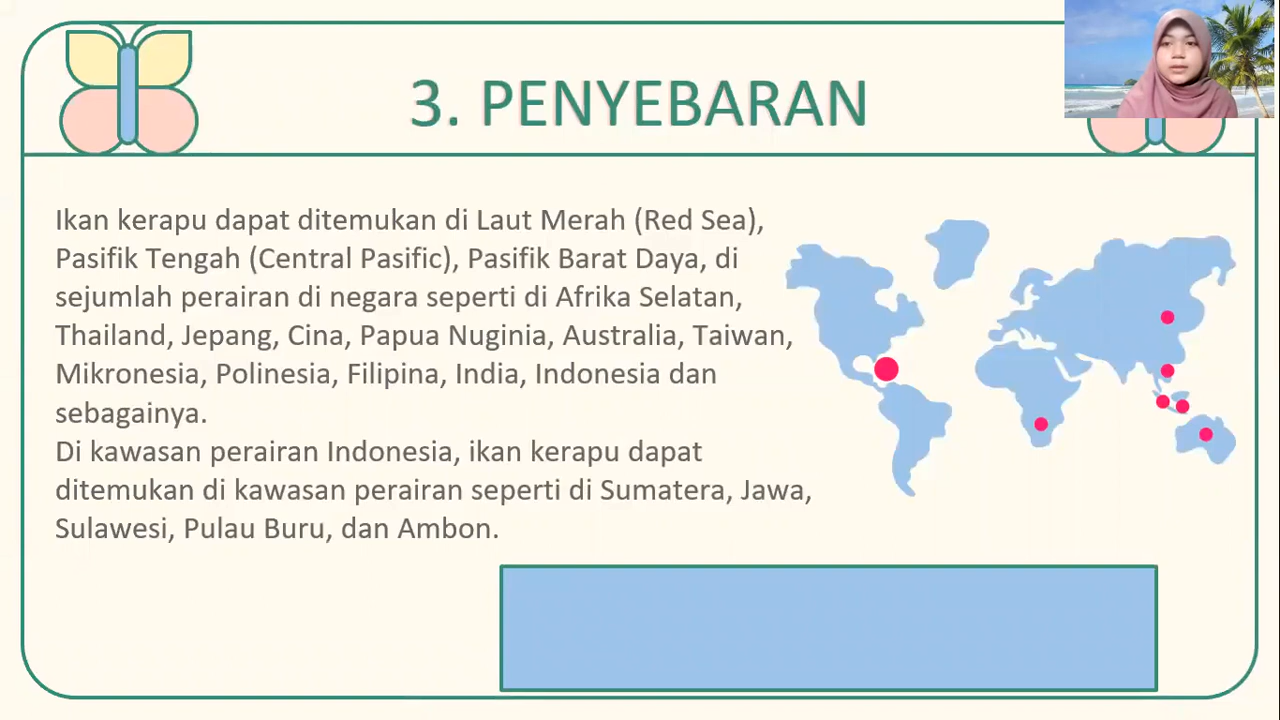 3. PENYEBARAN
Ikan kerapu dapat ditemukan di Laut Merah (Red Sea),
Pasifik Tengah (Central Pasific), Pasifik Barat Daya, di
sejumlah perairan di negara seperti di Afrika Selatan,
Thailand, Jepang, Cina, Papua Nuginia, Australia, Taiwan,
Mikronesia, Polinesia, Filipina, India, Indonesia dan
sebagainya.
Di kawasan perairan Indonesia, ikan kerapu dapat
ditemukan di kawasan perairan seperti di Sumatera, Jawa,
Sulawesi, Pulau Buru, dan Ambon.